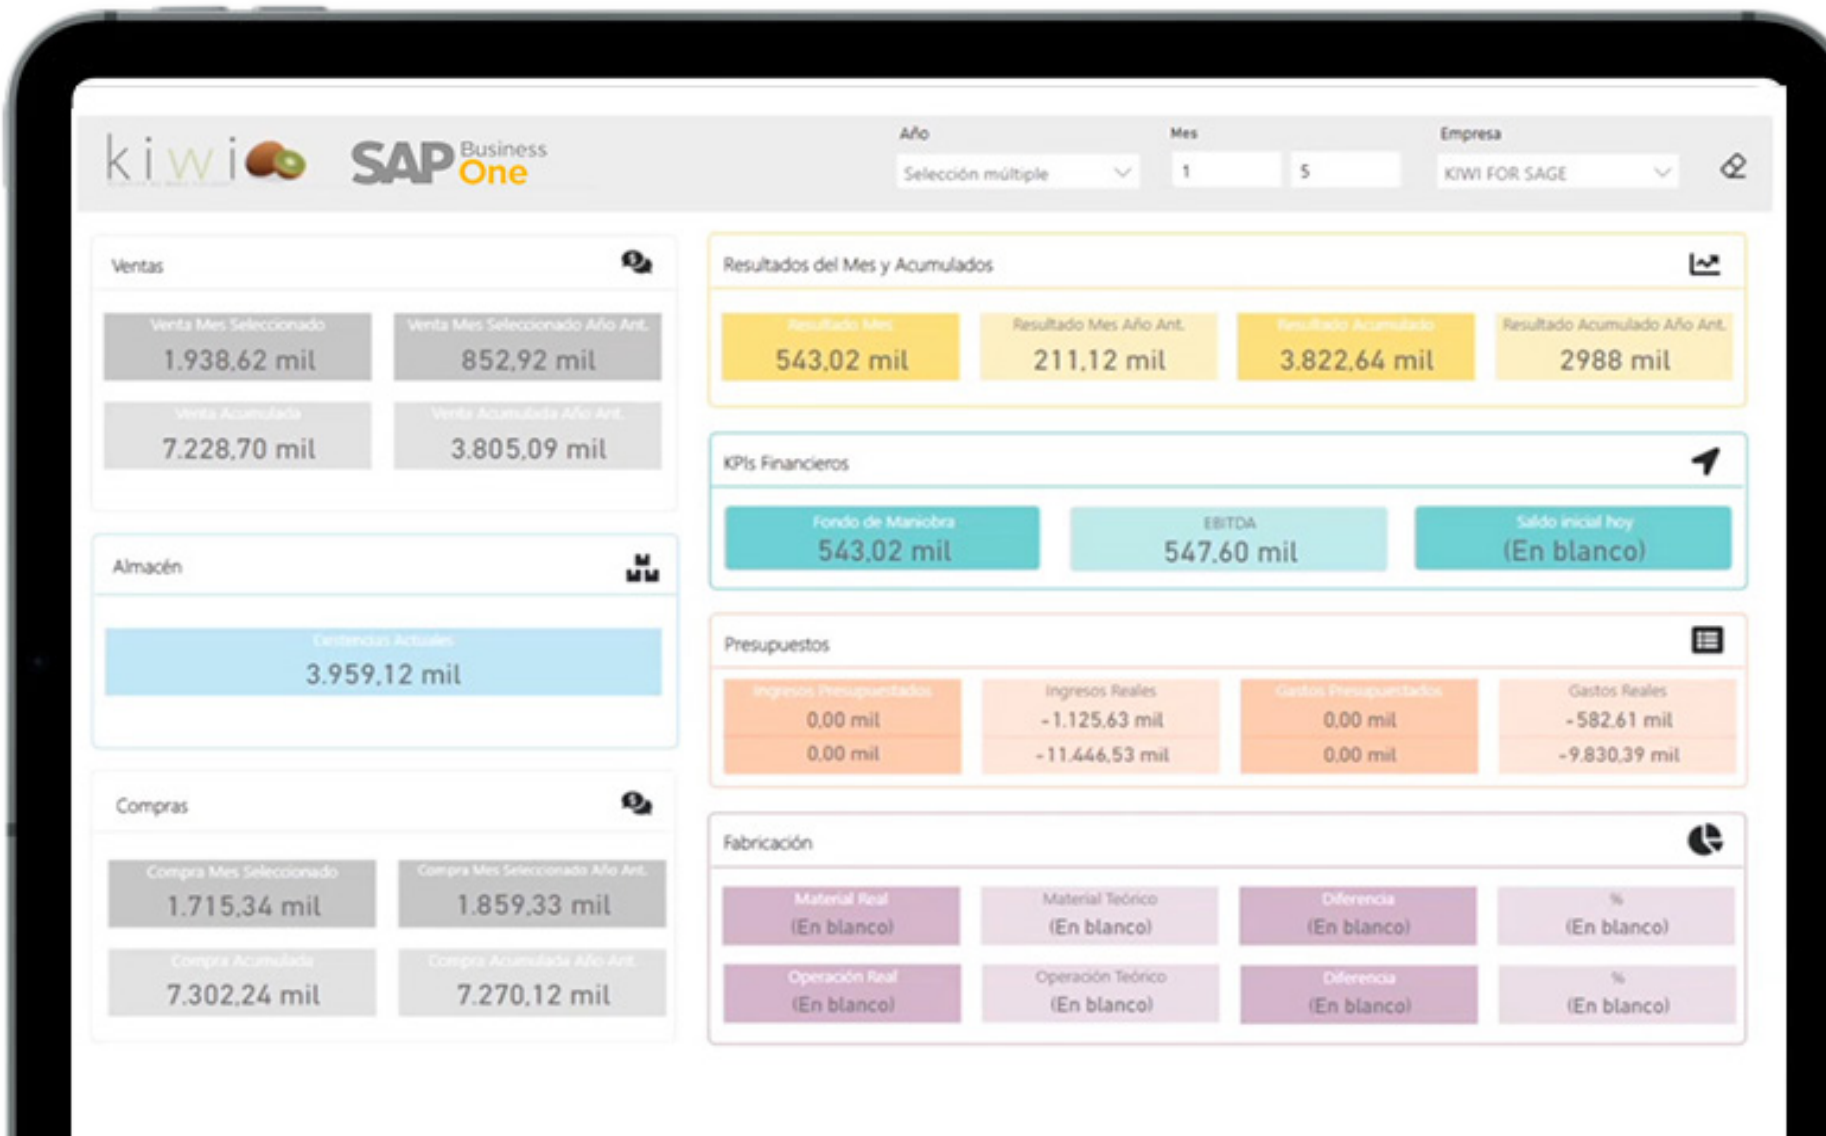 kiwi
SAP Business One
Año
Selección múltiple
Mes
1
5
Empresa
KIWI FOR SAGE
Ventas
Venta Mes Seleccionado
1.938,62 mil
Venta Mes Seleccionado Año Ant.
852,92 mil
Venta Acumulada
7.228,70 mil
Venta Acumulada Año Ant.
3.805,09 mil
Almacén
Existencias Actuales
3.959,12 mil
Compras
Compra Mes Seleccionado
1.715,34 mil
Compra Mes Seleccionado Año Ant.
1.859,33 mil
Compra Acumulada
7.302,24 mil
Compra Acumulada Año Ant.
7.270,12 mil
Resultados del Mes y Acumulados
Resultado Mes
543,02 mil
Resultado Mes Año Ant.
211,12 mil
Resultado Acumulado
3.822,64 mil
Resultado Acumulado Año Ant.
2988 mil
KPIs Financieros
Fondo de Maniobra
543,02 mil
EBITDA
547,60 mil
Saldo inicial hoy
(En blanco)
Presupuestos
Ingresos Presupuestados
0,00 mil
0,00 mil
Ingresos Reales
-1.125,63 mil
-11.446,53 mil
Gastos Presupuestados
0,00 mil
0,00 mil
Gastos Reales
-582,61 mil
-9.830,39 mil
Fabricación
Material Real
(En blanco)
Material Teórico
(En blanco)
Diferencia
(En blanco)
%
(En blanco)
Operación Real
(En blanco)
Operación Teórico
(En blanco)
Diferencia
(En blanco)
%
(En blanco)